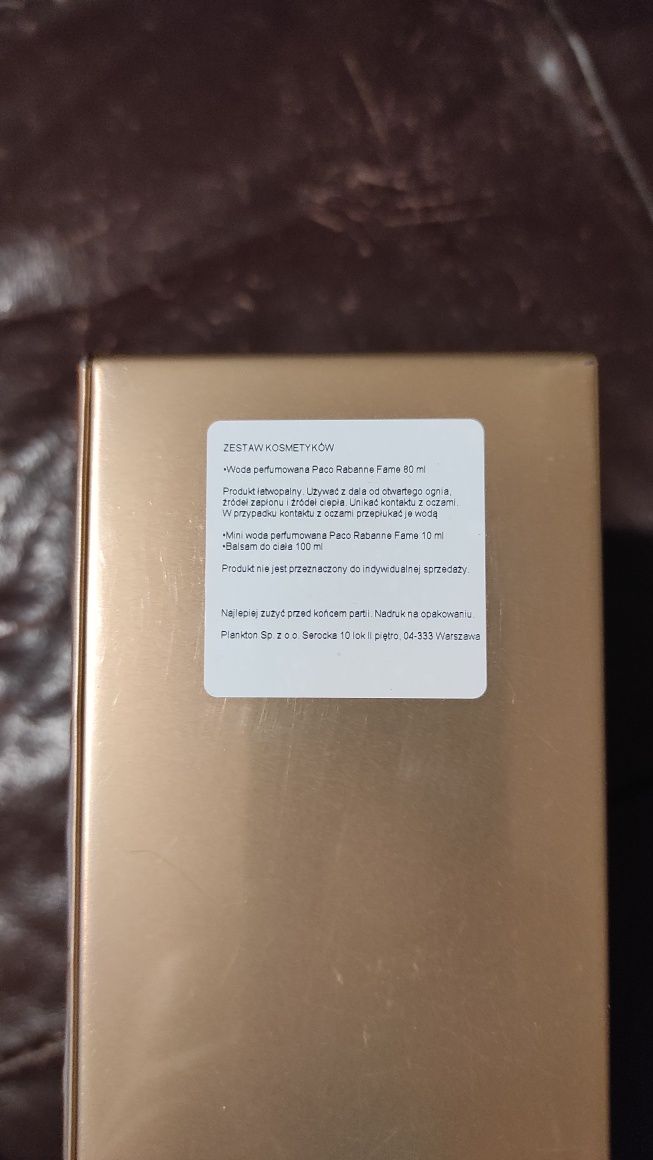 ZESTAW KOSMETYKÓW
•Woda perfumowana Paco Rabanne Fame 80 ml
Produkt łatwopalny. Używać z dala od otwartego ognia,
źródeł zapłonu i źródeł ciepła. Unikać kontaktu z oczami.
W przypadku kontaktu z oczami przepłukać je wodą
•Mini woda perfumowana Paco Rabanne Fame 10 ml
•Balsam do ciała 100 ml
Produkt nie jest przeznaczony do indywidualnej sprzedaży.
Najlepiej zużyć przed końcem partii. Nadruk na opakowaniu.
Plankton Sp. z o.o. Serocka 10 lok II piętro, 04-333 Warszawa